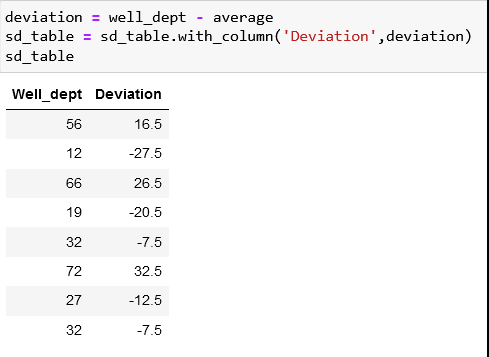 deviation = well_dept - average
sd_table = sd_table.with_column('Deviation',deviation)
sd_table
Well_dept Deviation
56 16.5
12 -27.5
66 26.5
19 -20.5
32 -7.5
72 32.5
27 -12.5
32 -7.5